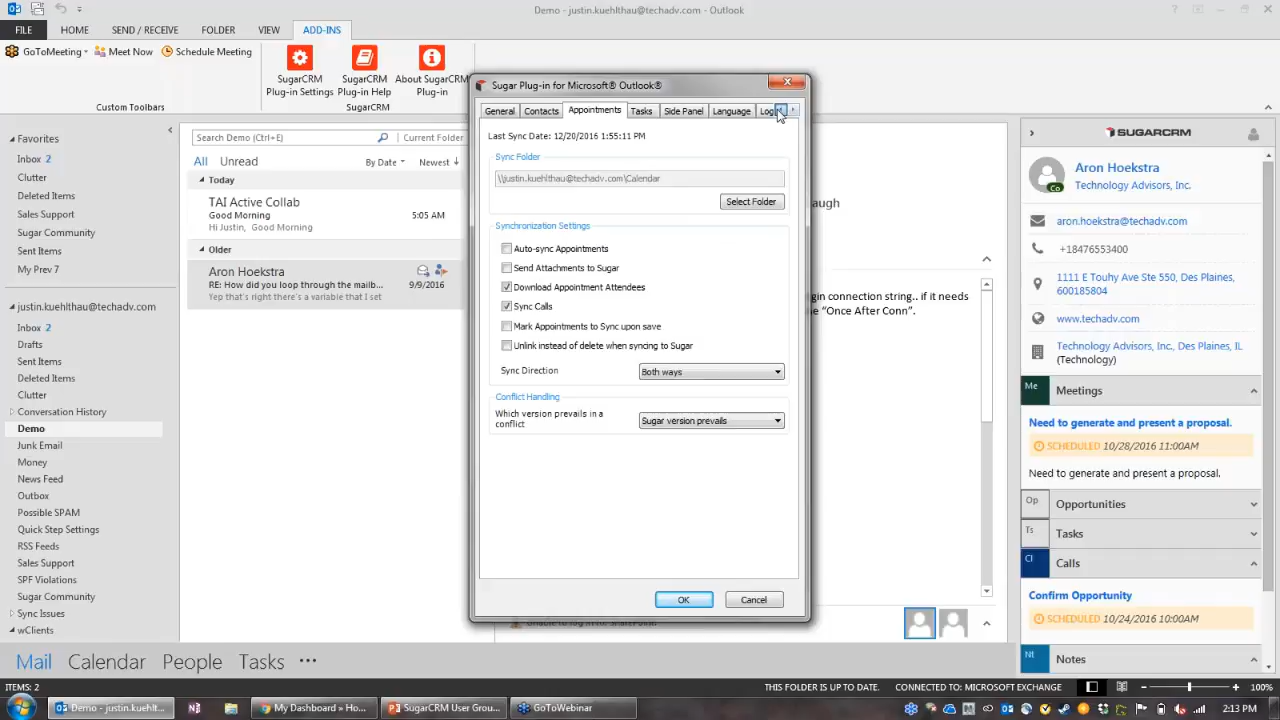 Demo - justin.kuehlthau@techadv.com - Outlook
FILE HOME SEND / RECEIVE FOLDER VIEW ADD-INS
GoToMeeting Meet Now Schedule Meeting
SugarCRM Plug-in Settings
SugarCRM Plug-in Help
About SugarCRM Plug-in
Custom Toolbars
SugarCRM
Favorites
Inbox 2
Clutter
Deleted Items
Sales Support
Sugar Community
Sent Items
My Prev 7
justin.kuehlthau@techadv.com
Inbox 2
Drafts
Sent Items
Deleted Items
Clutter
Conversation History
Demo
Junk Email
Money
News Feed
Outbox
Possible SPAM
Quick Step Settings
RSS Feeds
Sales Support
SPF Violations
Sugar Community
Sync Issues
wClients
Search Demo (Ctrl+E)
Current Folder
All Unread
By Date Newest ↓
Today
TAI Active Collab
Good Morning 5:05 AM
Hi Justin, Good Morning
Older
Aron Hoekstra
RE: How did you loop through the mailb... 9/9/2016
Yep that's right there's a variable that I set
Sugar Plug-in for Microsoft® Outlook®
General Contacts Appointments Tasks Side Panel Language
Last Sync Date: 12/20/2016 1:55:11 PM
Sync Folder
\\justin.kuehlthau@techadv.com\Calendar
Select Folder
Synchronization Settings
Auto-sync Appointments
Send Attachments to Sugar
Download Appointment Attendees
Sync Calls
Mark Appointments to Sync upon save
Unlink instead of delete when syncing to Sugar
Sync Direction Both ways
Conflict Handling
Which version prevails in a
conflict
Sugar version prevails
OK Cancel
augh
gin connection string.. if it needs
e "Once After Conn".
SUGARCRM
Co
Aron Hoekstra
Technology Advisors, Inc.
aron.hoekstra@techadv.com
+18476553400
1111 E Touhy Ave Ste 550, Des Plaines,
600185804
www.techadv.com
Technology Advisors, Inc., Des Plaines, IL
(Technology)
Me Meetings
Need to generate and present a proposal.
SCHEDULED 10/28/2016 11:00AM
Need to generate and present a proposal.
Op Opportunities
Ts Tasks
Cl Calls
Confirm Opportunity
SCHEDULED 10/24/2016 10:00AM
Nt Notes
Mail Calendar People Tasks •••
ITEMS: 2
THIS FOLDER IS UP TO DATE. CONNECTED TO: MICROSOFT EXCHANGE 100%
Demo - justin.kuehlt...
My Dashboard » Ho...
SugarCRM User Grou...
GoToWebinar
2:13 PM